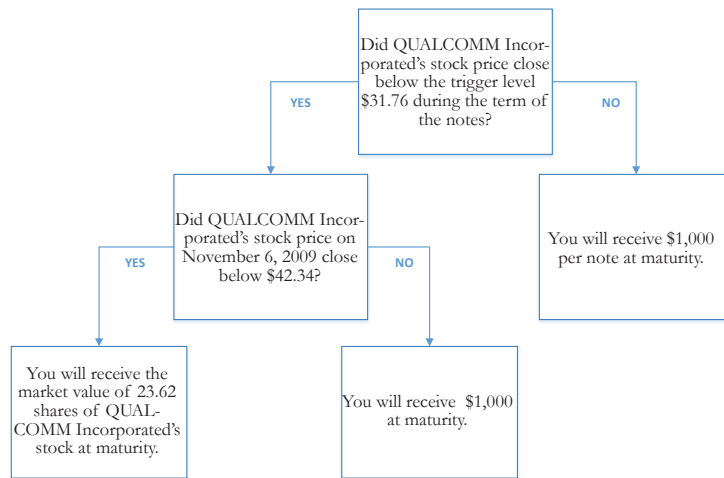 Did QUALCOMM Incor-
porated's stock price close
below the trigger level
$31.76 during the term of
the notes?
YES
NO
Did QUALCOMM Incor-
porated's stock price on
November 6, 2009 close
below $42.34?
You will receive $1,000
per note at maturity.
YES
NO
You will receive the
market value of 23.62
shares of QUAL-
COMM Incorporated's
stock at maturity.
You will receive $1,000
at maturity.